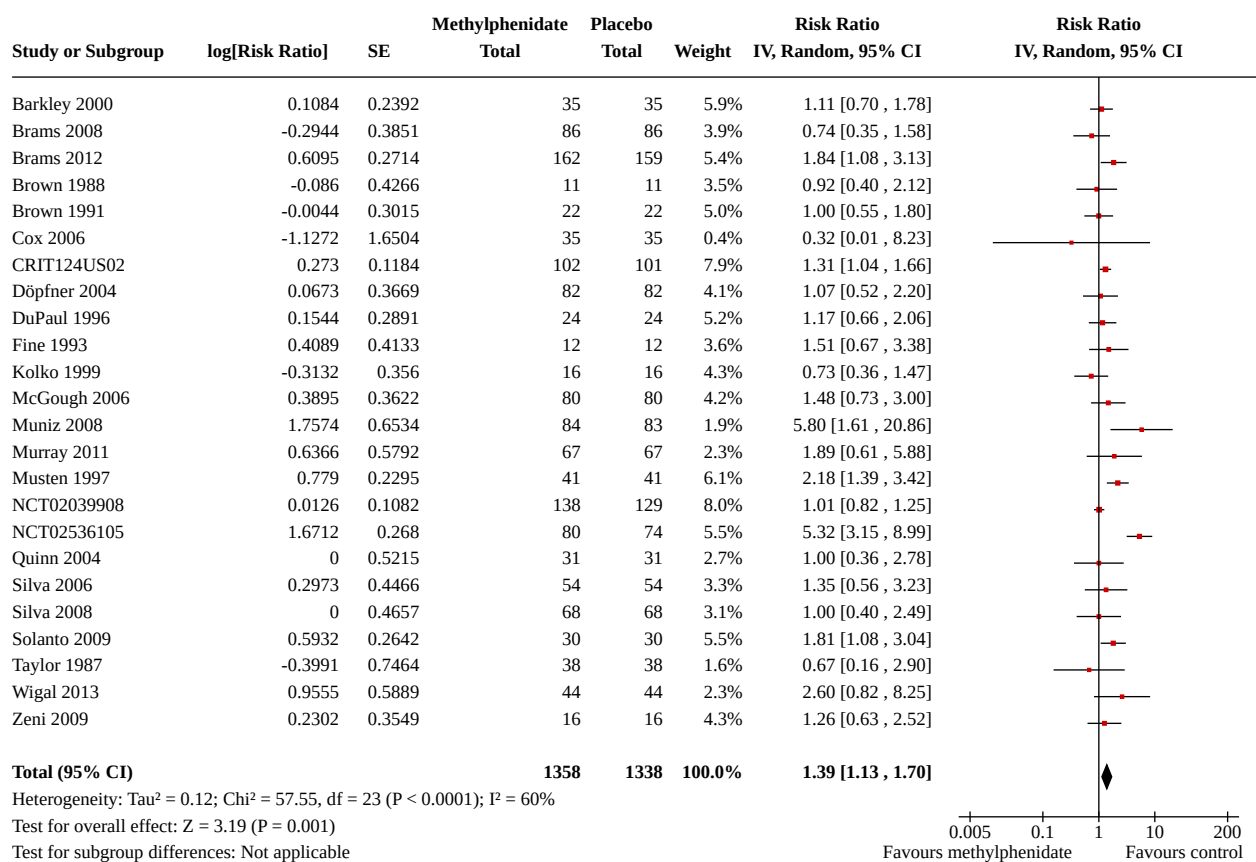 Methylphenidate Placebo Risk Ratio Risk Ratio
Study or Subgroup log[Risk Ratio] SE Total Total Weight IV, Random, 95% CI IV, Random, 95% CI
Barkley 2000 0.1084 0.2392 35 35 5.9% 1.11 [0.70 , 1.78]
Brams 2008 -0.2944 0.3851 86 86 3.9% 0.74 [0.35 , 1.58]
Brams 2012 0.6095 0.2714 162 159 5.4% 1.84 [1.08 , 3.13]
Brown 1988 -0.086 0.4266 11 11 3.5% 0.92 [0.40 , 2.12]
Brown 1991 -0.0044 0.3015 22 22 5.0% 1.00 [0.55 , 1.80]
Cox 2006 -1.1272 1.6504 35 35 0.4% 0.32 [0.01 , 8.23]
CRIT124US02 0.273 0.1184 102 101 7.9% 1.31 [1.04 , 1.66]
Döpfner 2004 0.0673 0.3669 82 82 4.1% 1.07 [0.52 , 2.20]
DuPaul 1996 0.1544 0.2891 24 24 5.2% 1.17 [0.66 , 2.06]
Fine 1993 0.4089 0.4133 12 12 3.6% 1.51 [0.67 , 3.38]
Kolko 1999 -0.3132 0.356 16 16 4.3% 0.73 [0.36 , 1.47]
McGough 2006 0.3895 0.3622 80 80 4.2% 1.48 [0.73 , 3.00]
Muniz 2008 1.7574 0.6534 84 83 1.9% 5.80 [1.61 , 20.86]
Murray 2011 0.6366 0.5792 67 67 2.3% 1.89 [0.61 , 5.88]
Musten 1997 0.779 0.2295 41 41 6.1% 2.18 [1.39 , 3.42]
NCT02039908 0.0126 0.1082 138 129 8.0% 1.01 [0.82 , 1.25]
NCT02536105 1.6712 0.268 80 74 5.5% 5.32 [3.15 , 8.99]
Quinn 2004 0 0.5215 31 31 2.7% 1.00 [0.36 , 2.78]
Silva 2006 0.2973 0.4466 54 54 3.3% 1.35 [0.56 , 3.23]
Silva 2008 0 0.4657 68 68 3.1% 1.00 [0.40 , 2.49]
Solanto 2009 0.5932 0.2642 30 30 5.5% 1.81 [1.08 , 3.04]
Taylor 1987 -0.3991 0.7464 38 38 1.6% 0.67 [0.16 , 2.90]
Wigal 2013 0.9555 0.5889 44 44 2.3% 2.60 [0.82 , 8.25]
Zeni 2009 0.2302 0.3549 16 16 4.3% 1.26 [0.63 , 2.52]
Total (95% CI) 1358 1338 100.0% 1.39 [1.13 , 1.70]
Heterogeneity: Tau² = 0.12; Chi² = 57.55, df = 23 (P < 0.0001); I² = 60%
Test for overall effect: Z = 3.19 (P = 0.001)
Test for subgroup differences: Not applicable
0.005 0.1 1 10 200
Favours methylphenidate Favours control